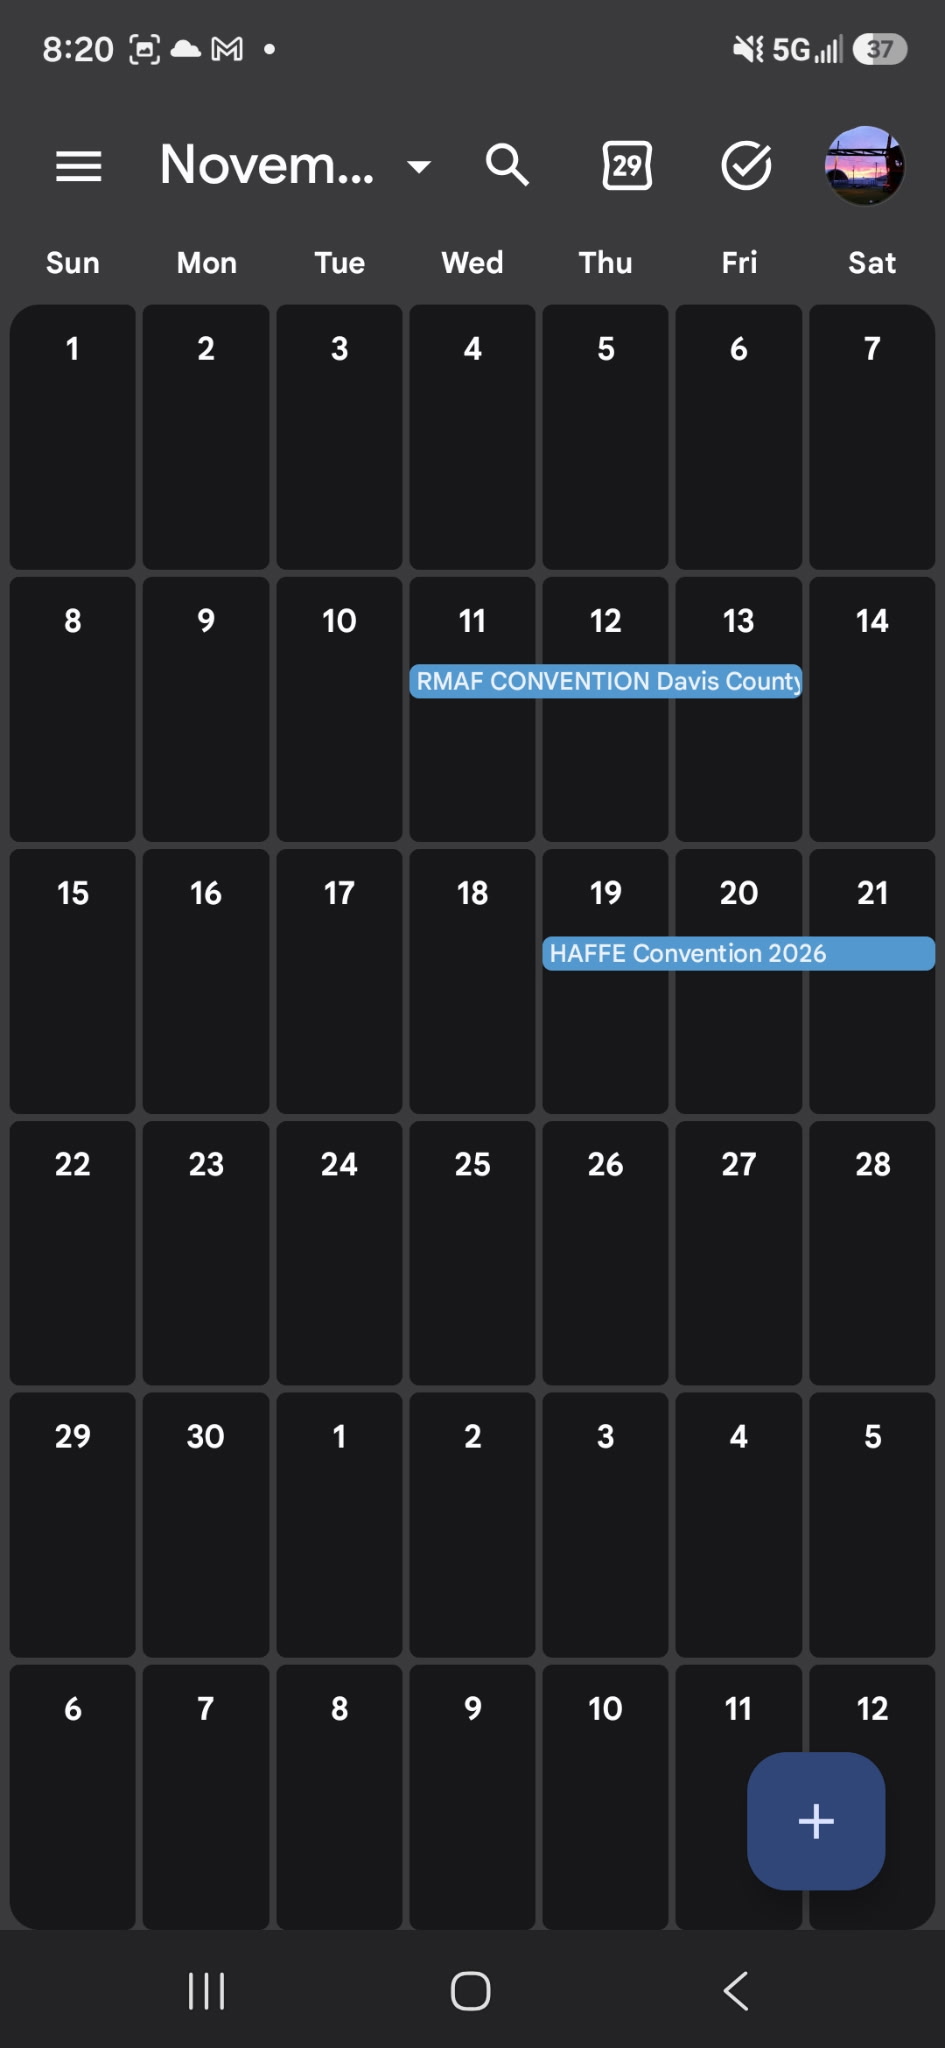 8:20 5G 37
Novem... 29
Sun Mon Tue Wed Thu Fri Sat
1 2 3 4 5 6 7
8 9 10 11 12 13 14
RMAF CONVENTION Davis County
15 16 17 18 19 20 21
HAFFE Convention 2026
22 23 24 25 26 27 28
29 30 1 2 3 4 5
6 7 8 9 10 11 12